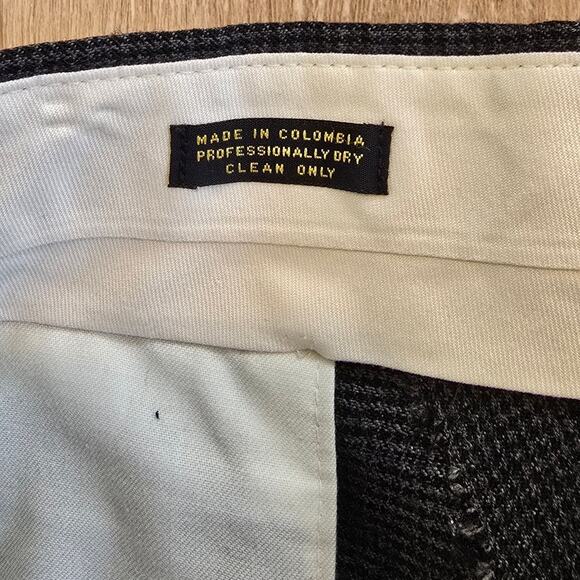 MADE IN COLOMBIA
PROFESSIONALLY DRY
CLEAN ONLY